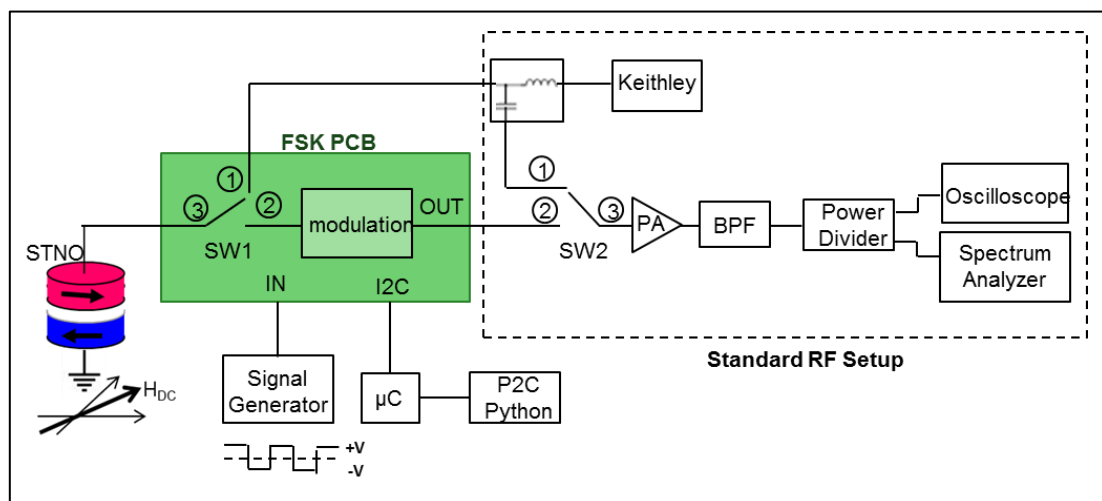 Keithley
FSK PCB
1
3
2
modulation
OUT
SW1
1
2
3
SW2
PA
BPF
Power
Divider
Oscilloscope
Spectrum
Analyzer
STNO
IN
I2C
Standard RF Setup
HDC
Signal
Generator
µC
P2C
Python
+V
-V